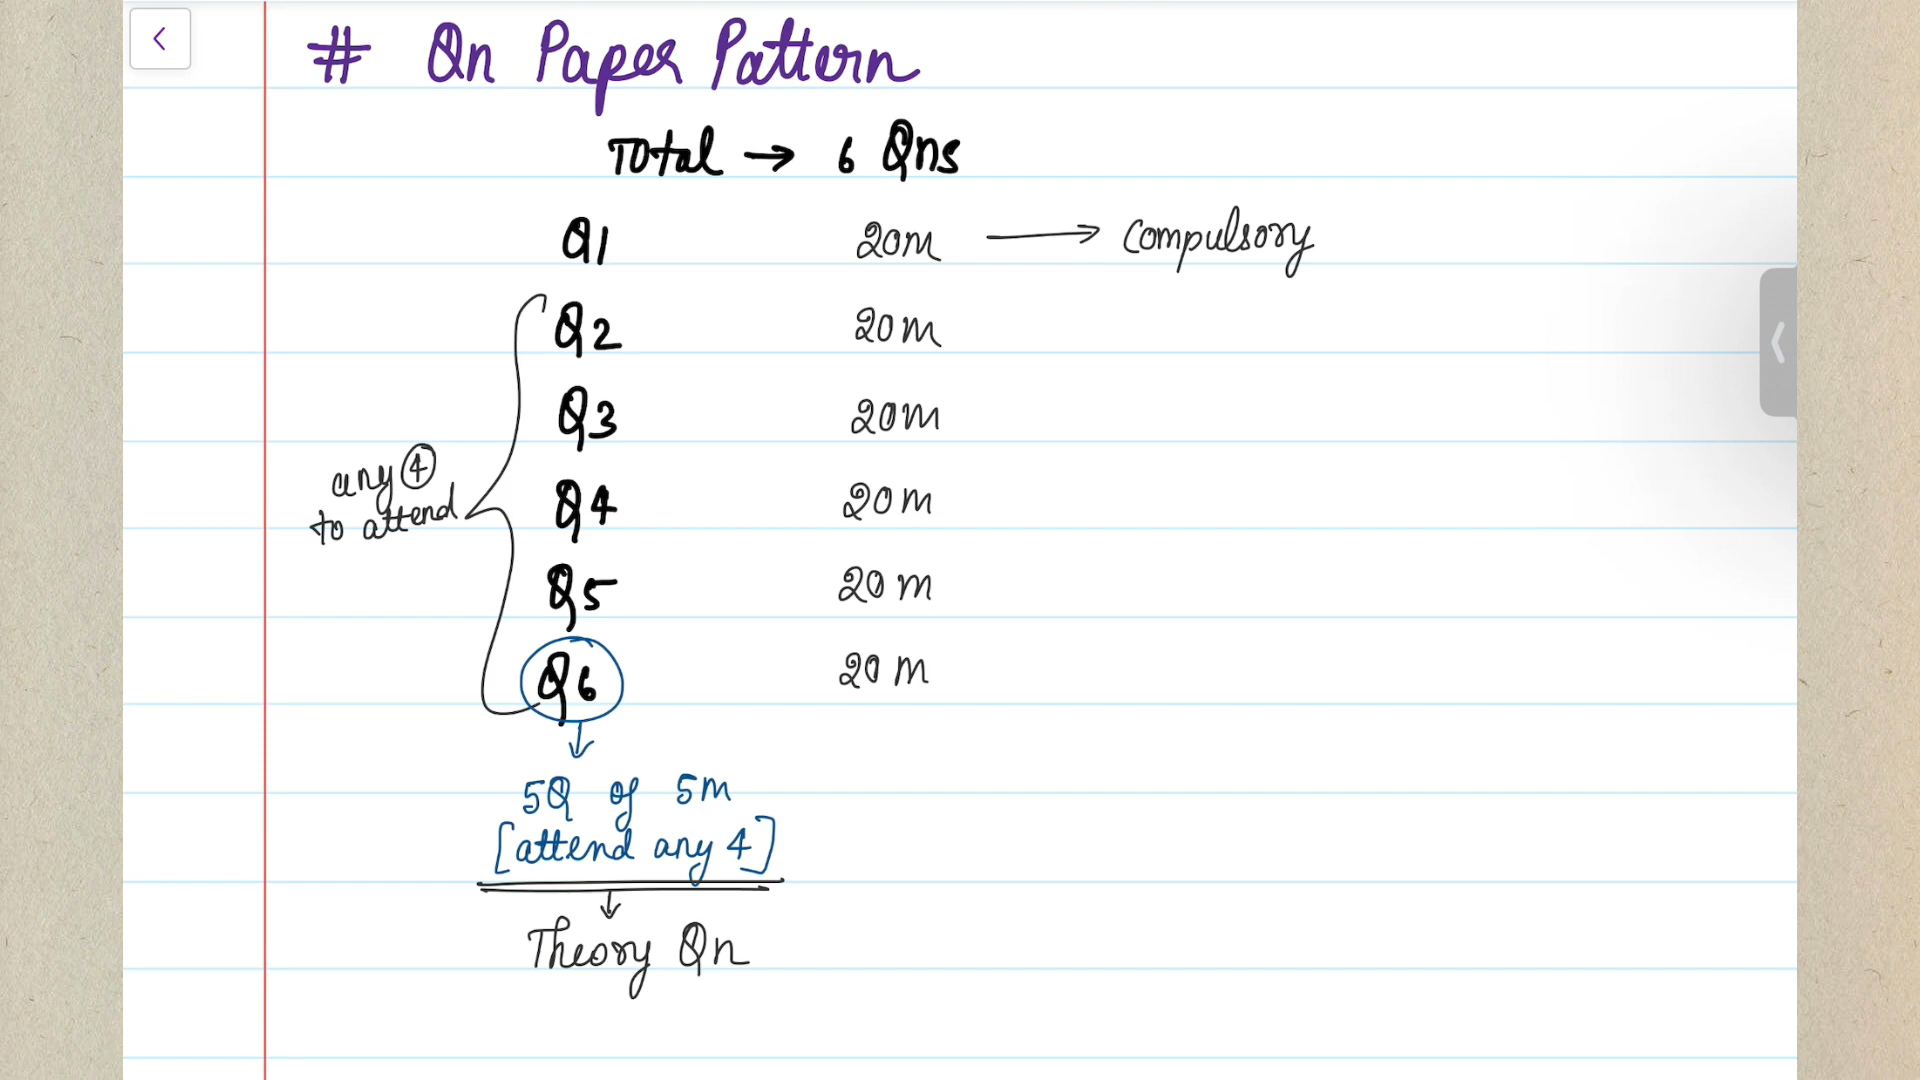 # Qn Paper Pattern
Total → 6 Qns
Q1 20m → Compulsory
Q2 20m
Q3 20m
any 4
to attend
Q4 20m
Q5 20m
Q6 20m
↓
5Q of 5m
[attend any 4]
↓
Theory Qn